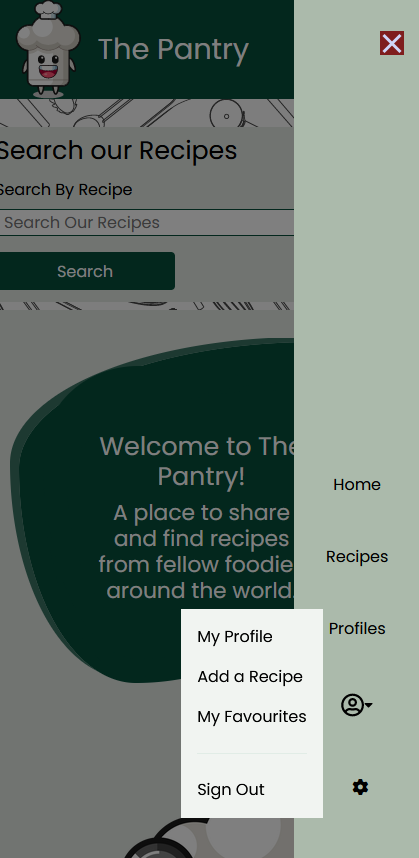 The Pantry
Search our Recipes
Search By Recipe
Search Our Recipes
Search
Welcome to The
Pantry!
A place to share
and find recipes
from fellow foodie
around the world.
Home
Recipes
Profiles
My Profile
Add a Recipe
My Favourites
Sign Out